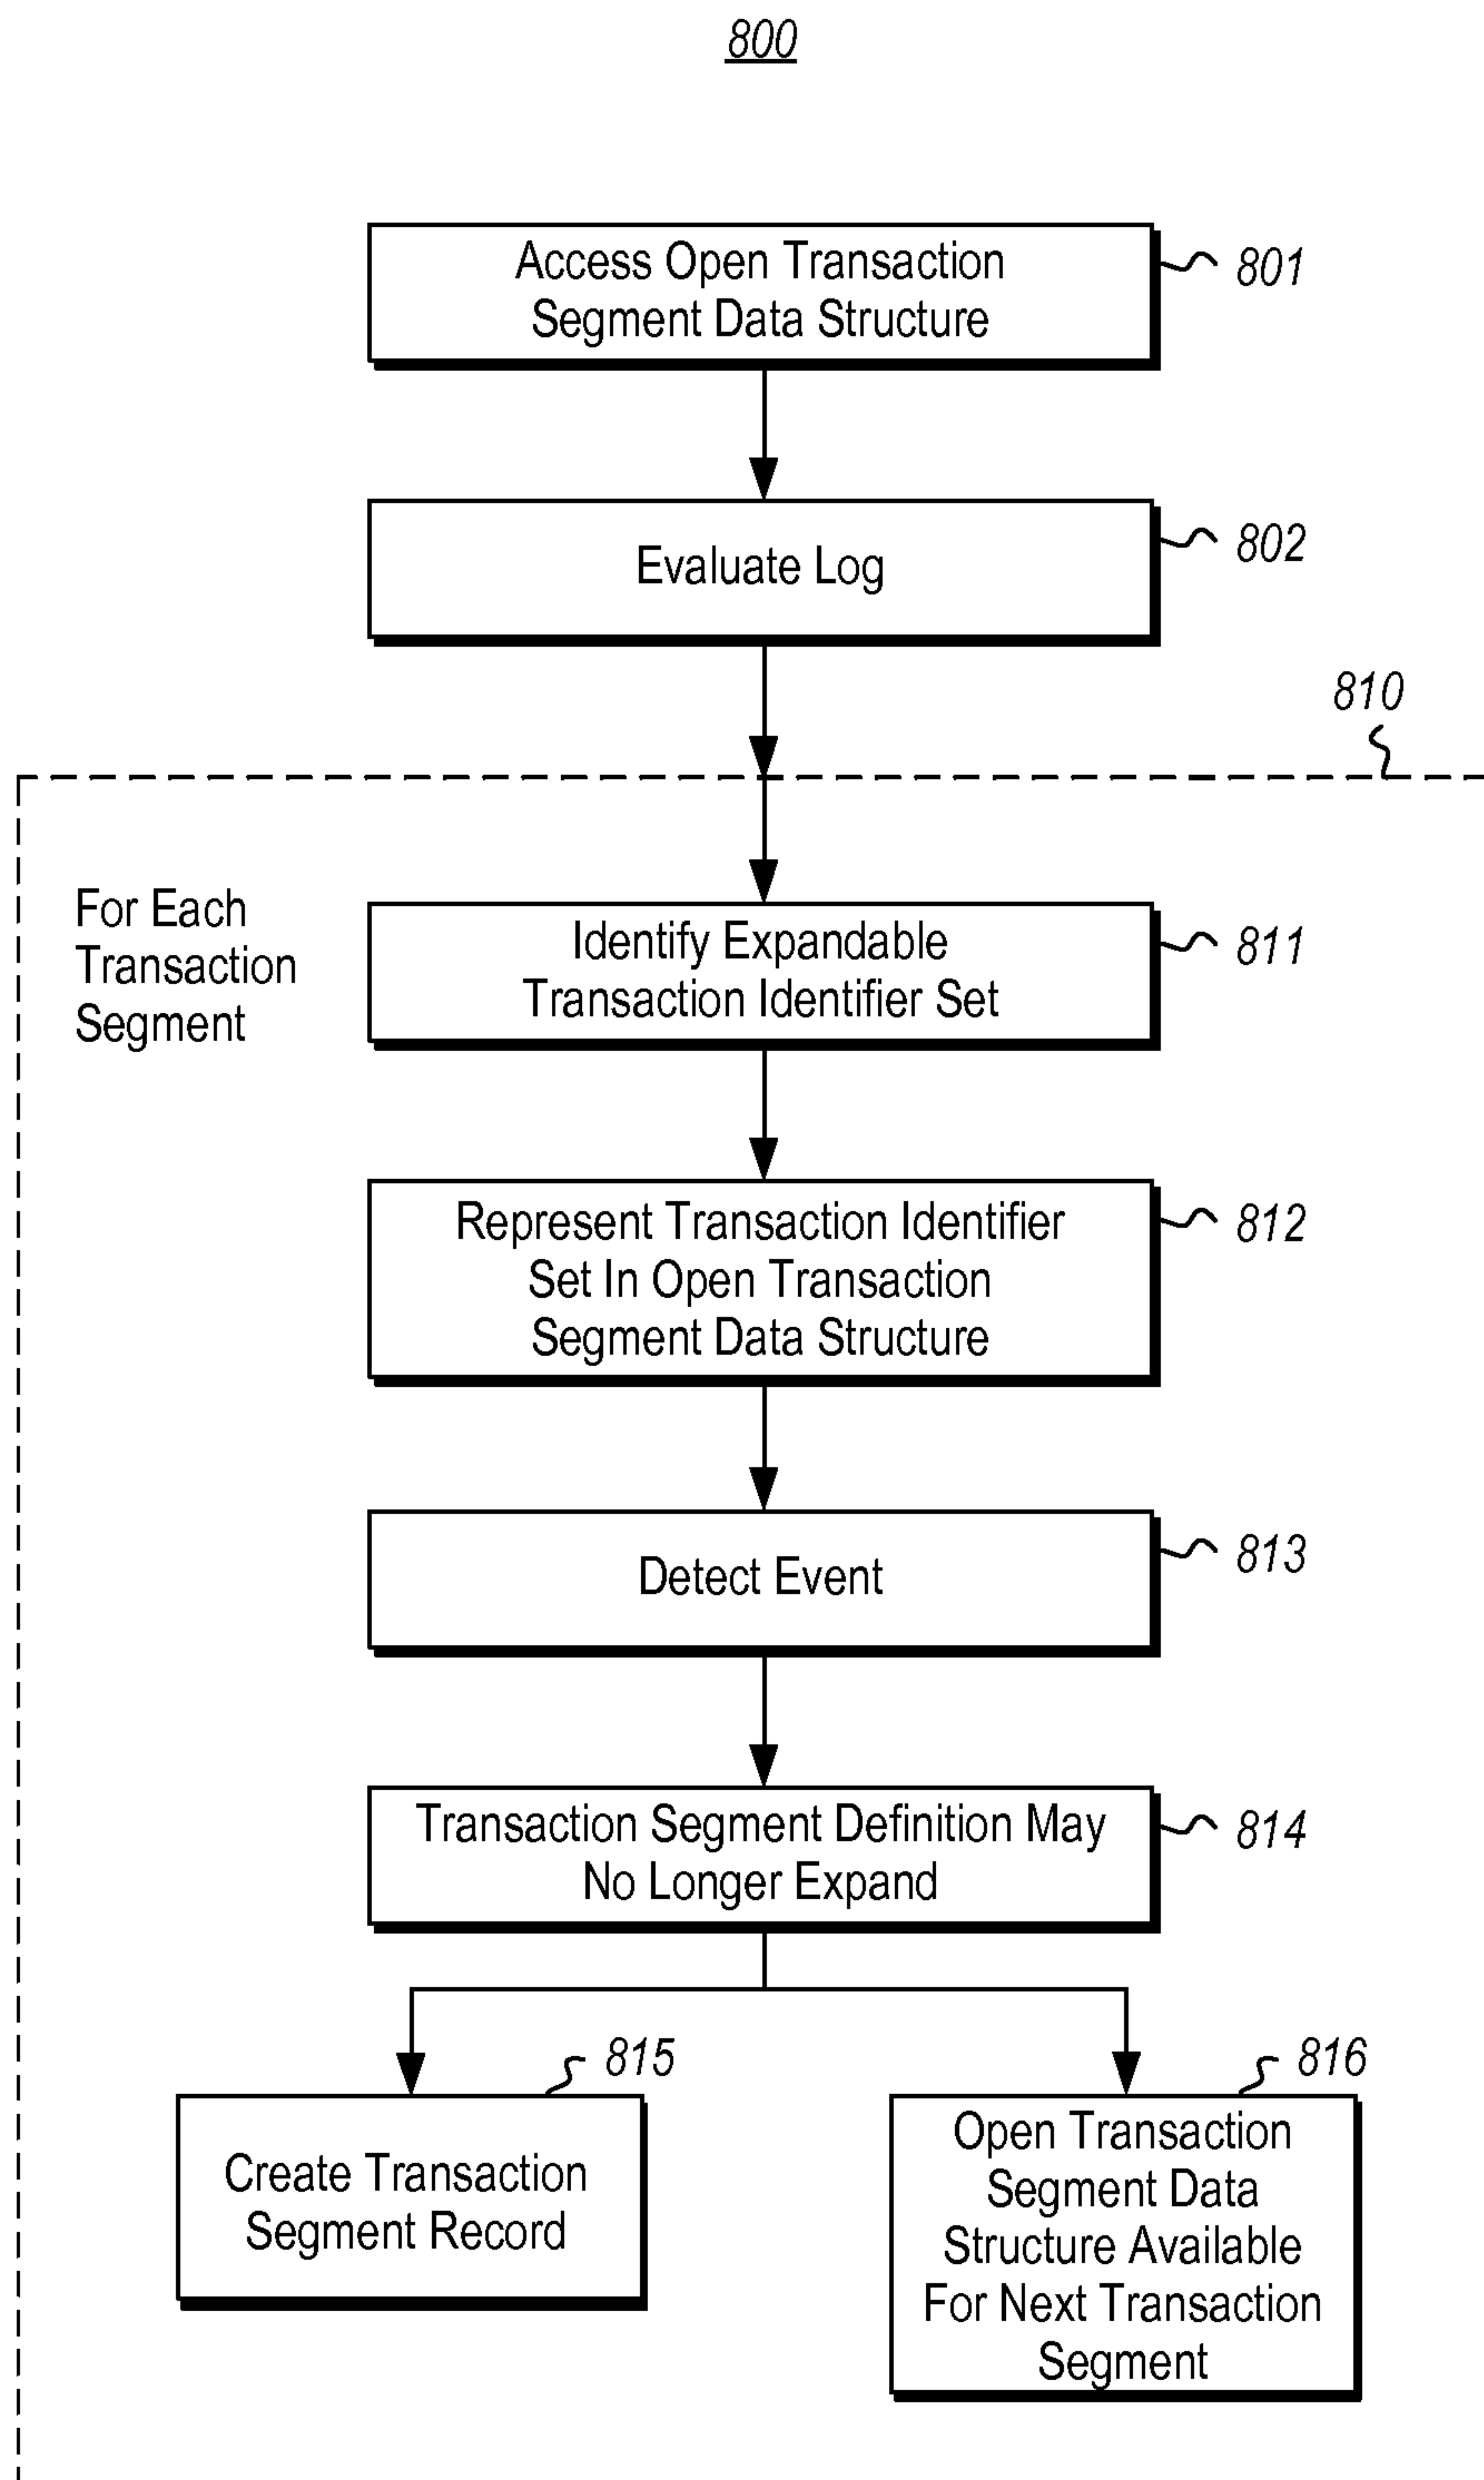 800
Access Open Transaction
Segment Data Structure
801
Evaluate Log
802
810
For Each
Transaction
Segment
Identify Expandable
Transaction Identifier Set
811
Represent Transaction Identifier
Set In Open Transaction
Segment Data Structure
812
Detect Event
813
Transaction Segment Definition May
No Longer Expand
814
815
Create Transaction
Segment Record
816
Open Transaction
Segment Data
Structure Available
For Next Transaction
Segment